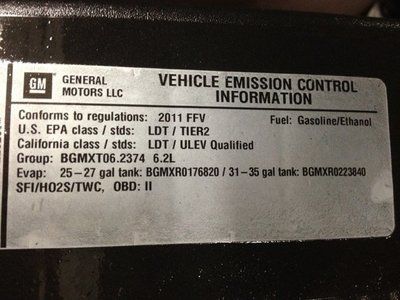 GM GENERAL MOTORS LLC
VEHICLE EMISSION CONTROL INFORMATION
Conforms to regulations: 2011 FFV Fuel: Gasoline/Ethanol
U.S. EPA class / stds: LDT / TIER2
California class / stds: LDT / ULEV Qualified
Group: BGMXT06.2374 6.2L
Evap: 25-27 gal tank: BGMXR0176820 / 31-35 gal tank: BGMXR0223840
SFI/HO2S/TWC, OBD: II